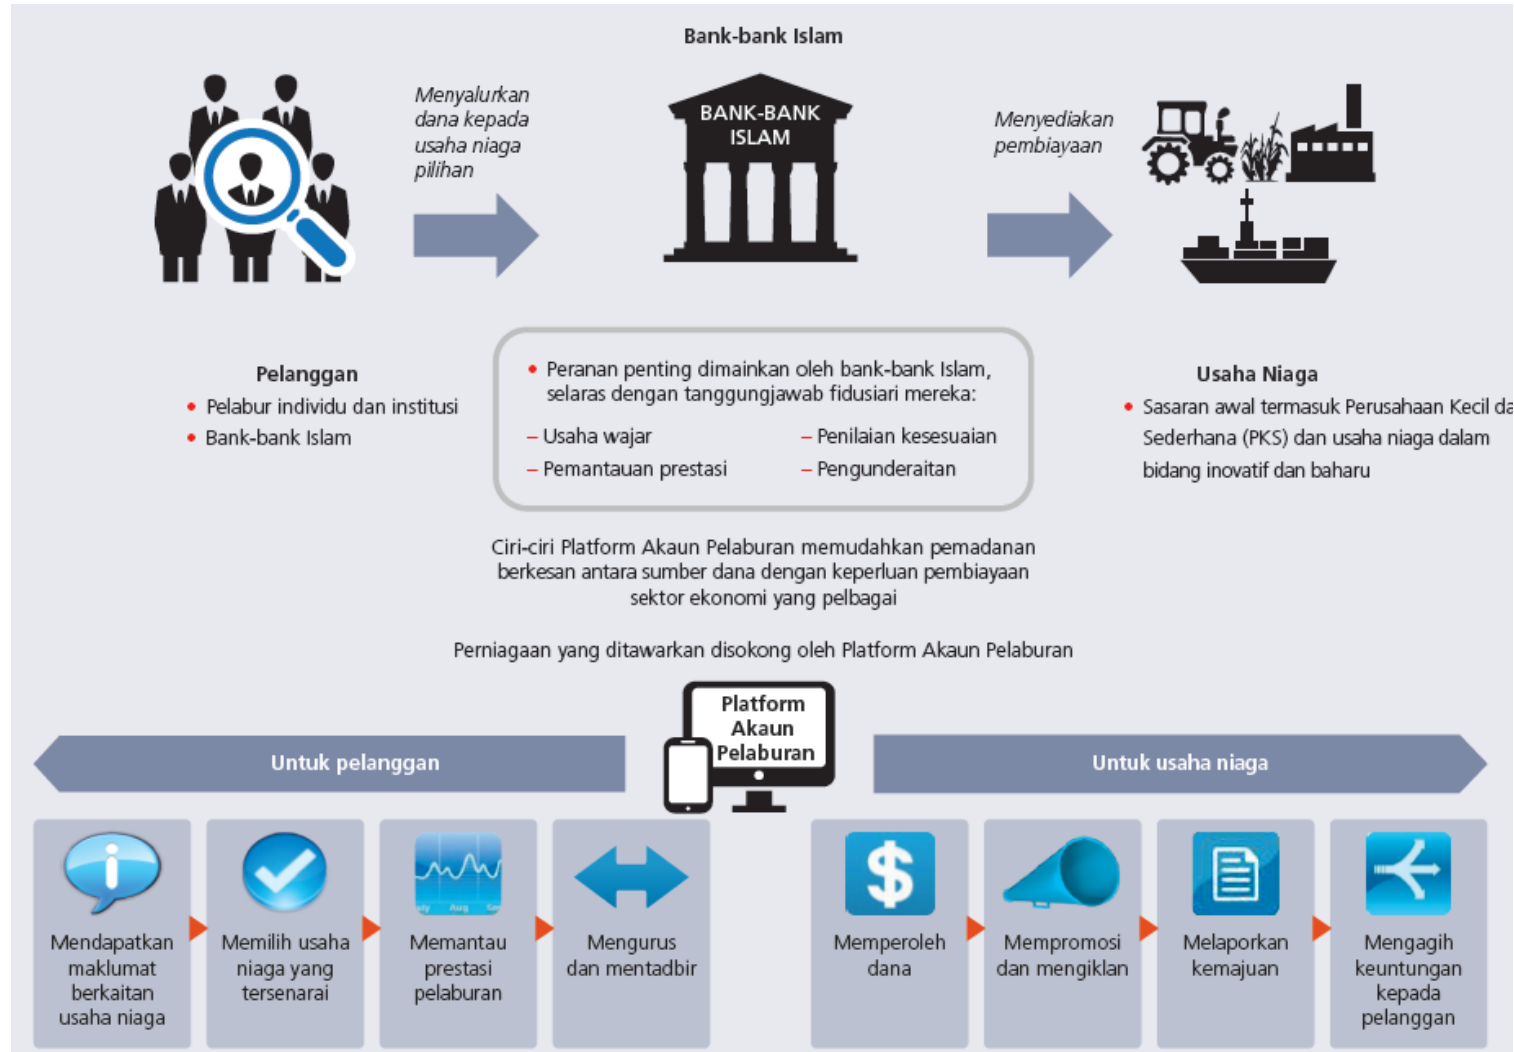 Bank-bank Islam
Menyalurkan
dana kepada
usaha niaga
pilihan
BANK-BANK
ISLAM
Menyediakan
pembiayaan
Pelanggan
• Pelabur individu dan institusi
• Bank-bank Islam
• Peranan penting dimainkan oleh bank-bank Islam,
selaras dengan tanggungjawab fidusiari mereka:
– Usaha wajar
– Penilaian kesesuaian
– Pemantauan prestasi
– Pengunderaitan
Usaha Niaga
• Sasaran awal termasuk Perusahaan Kecil da
Sederhana (PKS) dan usaha niaga dalam
bidang inovatif dan baharu
Ciri-ciri Platform Akaun Pelaburan memudahkan pemadanan
berkesan antara sumber dana dengan keperluan pembiayaan
sektor ekonomi yang pelbagai
Perniagaan yang ditawarkan disokong oleh Platform Akaun Pelaburan
Platform
Akaun
Pelaburan
Untuk pelanggan
Untuk usaha niaga
Mendapatkan
maklumat
berkaitan
usaha niaga
Memilih usaha
niaga yang
tersenarai
Aug
Memantau
prestasi
pelaburan
Mengurus
dan mentadbir
$
Memperoleh
dana
Mempromosi
dan mengiklan
Melaporkan
kemajuan
Mengagih
keuntungan
kepada
pelanggan